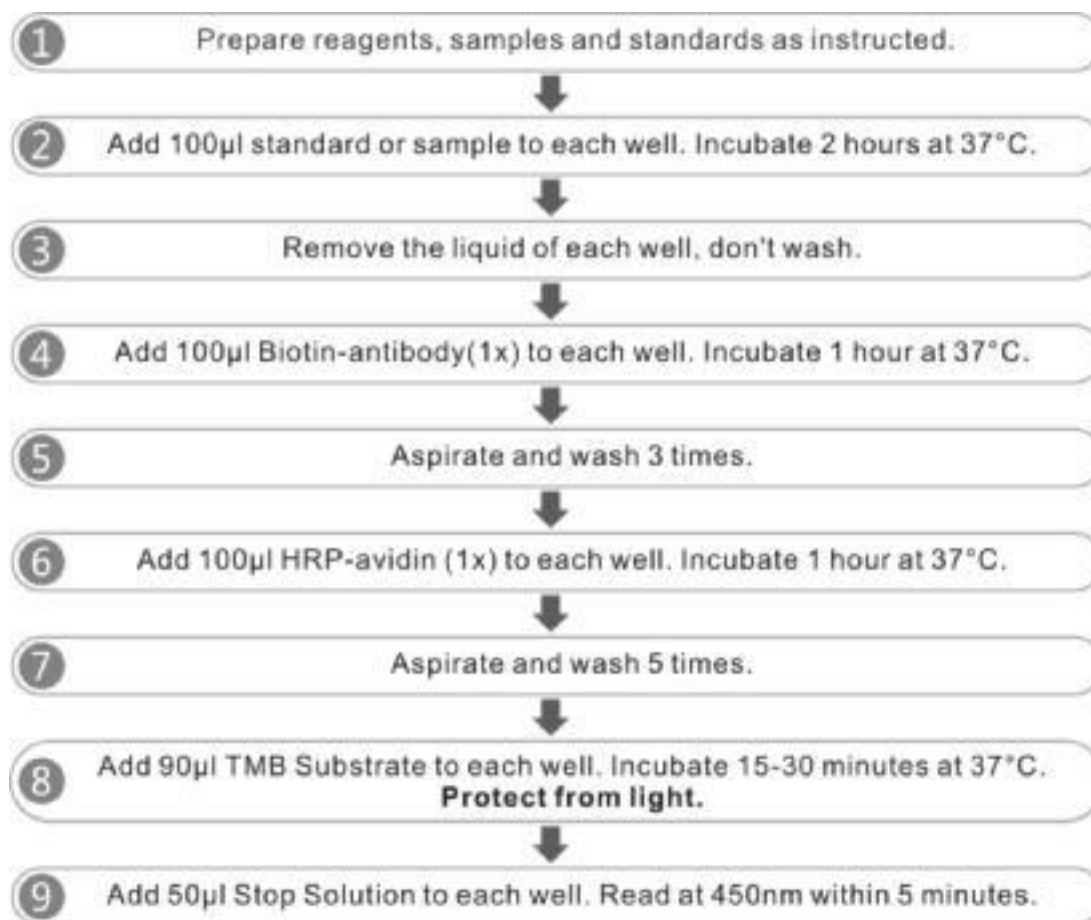 1 Prepare reagents, samples and standards as instructed.
2 Add 100μl standard or sample to each well. Incubate 2 hours at 37°C.
3 Remove the liquid of each well, don't wash.
4 Add 100μl Biotin-antibody(1x) to each well. Incubate 1 hour at 37°C.
5 Aspirate and wash 3 times.
6 Add 100μl HRP-avidin (1x) to each well. Incubate 1 hour at 37°C.
7 Aspirate and wash 5 times.
8 Add 90μl TMB Substrate to each well. Incubate 15-30 minutes at 37°C.
Protect from light.
9 Add 50μl Stop Solution to each well. Read at 450nm within 5 minutes.